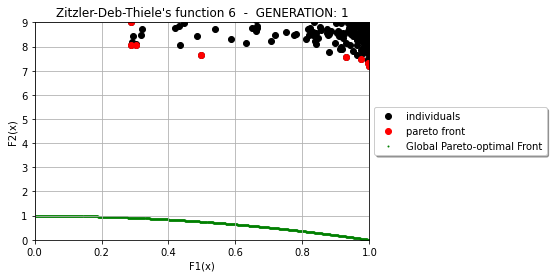 Zitzler-Deb-Thiele's function 6 - GENERATION: 1
9
8
7
6
5
4
3
2
1
0
F2(x)
0.0 0.2 0.4 0.6 0.8 1.0
F1(x)
individuals
pareto front
Global Pareto-optimal Front